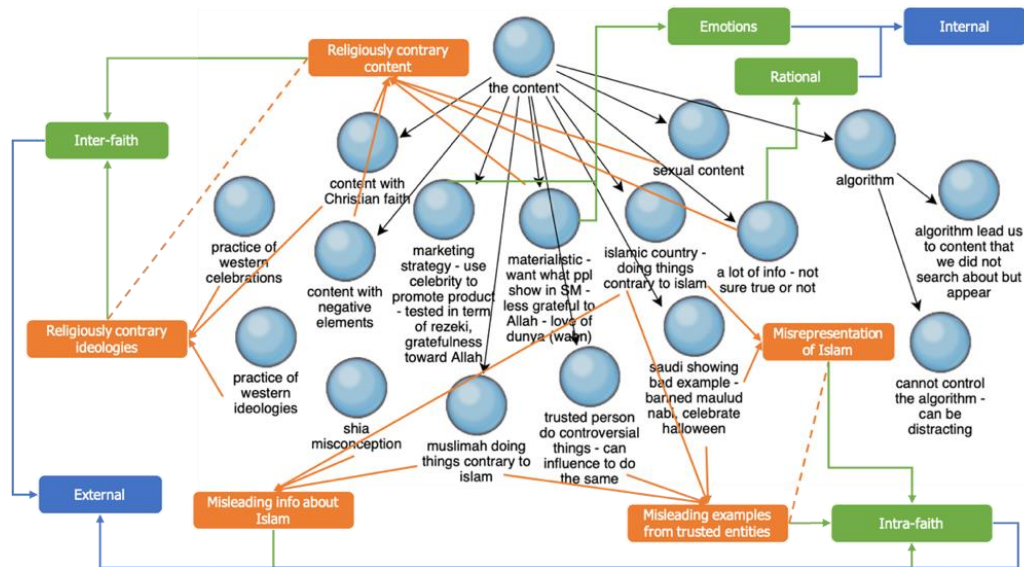 Emotions
Internal
Religiously contrary
content
the content
Rational
Inter-faith
content with
Christian faith
sexual content
algorithm
practice of
western
celebrations
content with
negative
elements
marketing
strategy - use
celebrity to
promote product
- tested in term
of rezeki,
gratefulness
toward Allah
materialistic -
want what ppl
show in SM -
less grateful to
Allah - love of
dunya (wahn)
islamic country -
doing things
contrary to islam
a lot of info - not
sure true or not
algorithm lead us
to content that
we did not
search about but
appear
Religiously contrary
ideologies
practice of
western
ideologies
shia
misconception
muslimah doing
things contrary to
islam
trusted person
do controversial
things - can
influence to do
the same
saudi showing
bad example -
banned maulud
nabi, celebrate
halloween
Misrepresentation
of Islam
cannot control
the algorithm -
can be
distracting
External
Misleading info about
Islam
Misleading examples
from trusted entities
Intra-faith